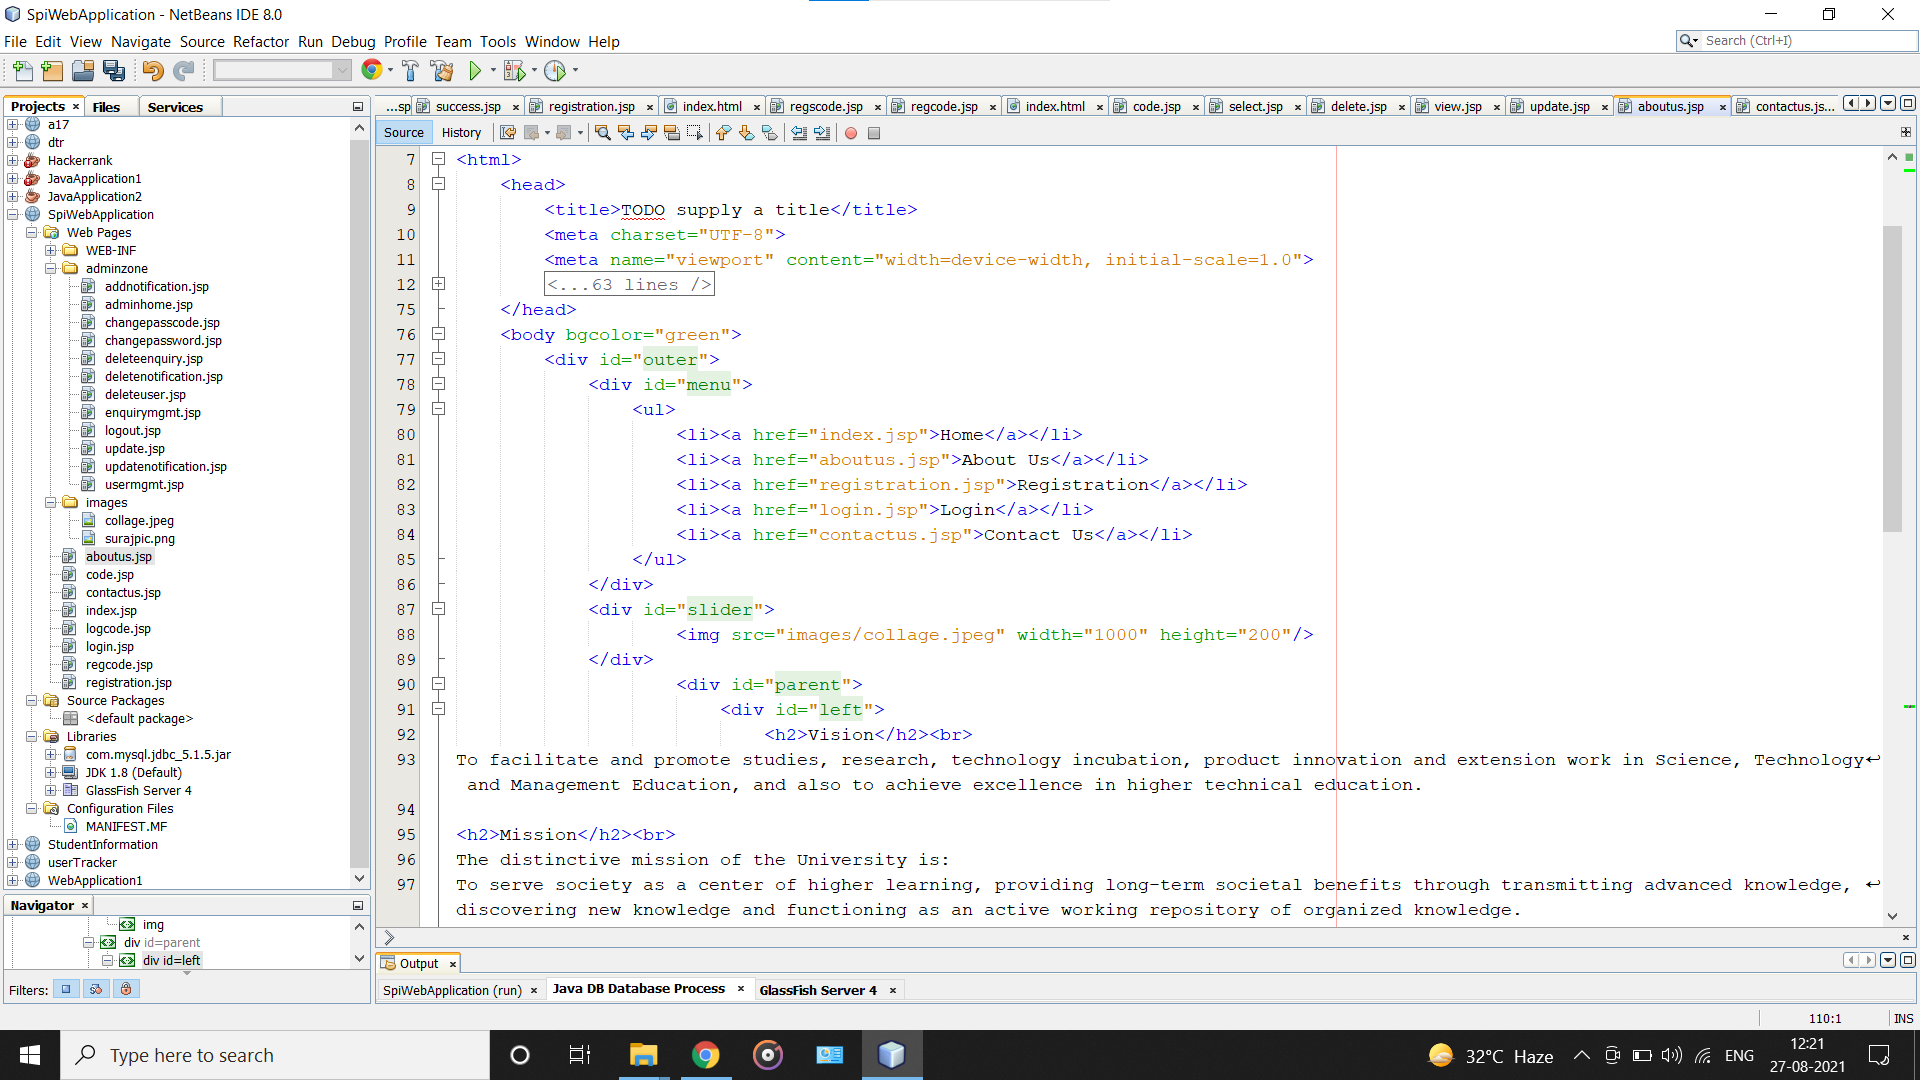 SpiWebApplication - NetBeans IDE 8.0
File Edit View Navigate Source Refactor Run Debug Profile Team Tools Window Help
Search (Ctrl+I)
Projects Files Services
a17
dtr
Hackerrank
JavaApplication1
JavaApplication2
SpiWebApplication
Web Pages
WEB-INF
adminzone
addnotification.jsp
adminhome.jsp
changepasscode.jsp
changepassword.jsp
deleteenquiry.jsp
deletenotification.jsp
deleteuser.jsp
enquirymgmt.jsp
logout.jsp
update.jsp
updatenotification.jsp
usermgmt.jsp
images
collage.jpeg
surajpic.png
aboutus.jsp
code.jsp
contactus.jsp
index.jsp
logcode.jsp
login.jsp
regcode.jsp
registration.jsp
Source Packages
<default package>
Libraries
com.mysql.jdbc_5.1.5.jar
JDK 1.8 (Default)
GlassFish Server 4
Configuration Files
MANIFEST.MF
StudentInformation
userTracker
WebApplication1
Navigator
img
div id=parent
div id=left
Filters:
...sp success.jsp registration.jsp index.html regscode.jsp regcode.jsp index.html code.jsp select.jsp delete.jsp view.jsp update.jsp aboutus.jsp contactus.js...
Source History
7 <html>
8 <head>
9 <title>TODO supply a title</title>
10 <meta charset="UTF-8">
11 <meta name="viewport" content="width=device-width, initial-scale=1.0">
12 <...63 lines />
75 </head>
76 <body bgcolor="green">
77 <div id="outer">
78 <div id="menu">
79 <ul>
80 <li><a href="index.jsp">Home</a></li>
81 <li><a href="aboutus.jsp">About Us</a></li>
82 <li><a href="registration.jsp">Registration</a></li>
83 <li><a href="login.jsp">Login</a></li>
84 <li><a href="contactus.jsp">Contact Us</a></li>
85 </ul>
86 </div>
87 <div id="slider">
88 <img src="images/collage.jpeg" width="1000" height="200"/>
89 </div>
90 <div id="parent">
91 <div id="left">
92 <h2>Vision</h2><br>
93 To facilitate and promote studies, research, technology incubation, product innovation and extension work in Science, Technology
and Management Education, and also to achieve excellence in higher technical education.
94
95 <h2>Mission</h2><br>
96 The distinctive mission of the University is:
97 To serve society as a center of higher learning, providing long-term societal benefits through transmitting advanced knowledge,
discovering new knowledge and functioning as an active working repository of organized knowledge.
Output
SpiWebApplication (run) Java DB Database Process GlassFish Server 4
110:1 INS
Type here to search
32°C Haze
ENG
12:21
27-08-2021